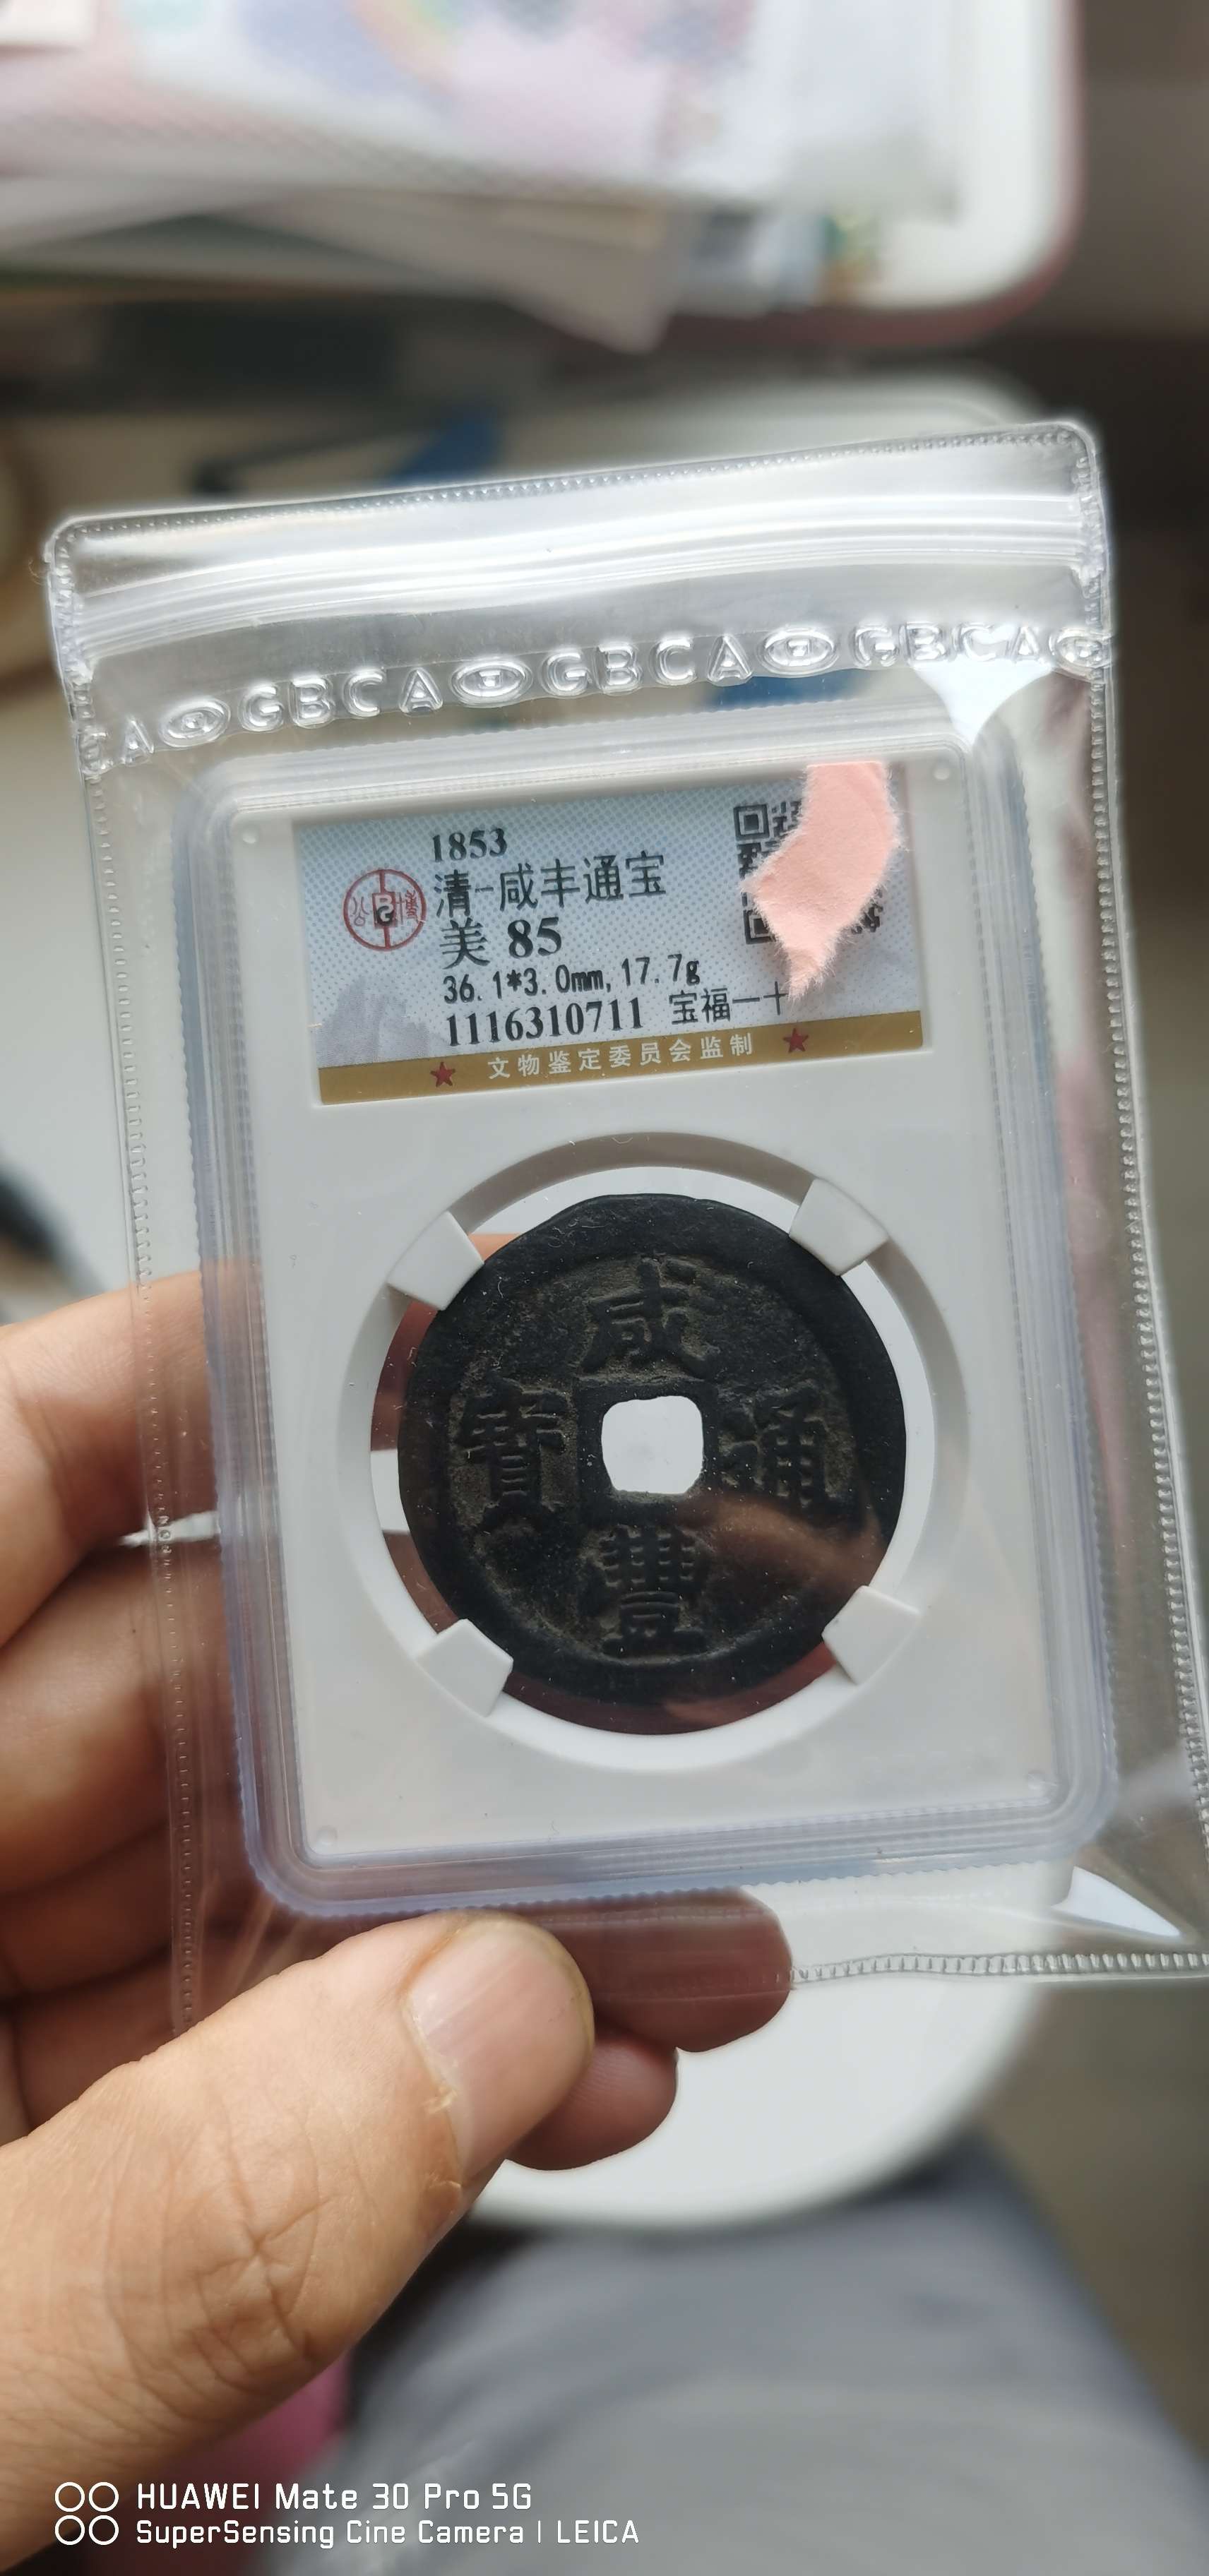 GBCA GBCA GBCA
1853
清-咸丰通宝
美 85
36.1*3.0mm, 17.7g
1116310711 宝福一十
文物鉴定委员会监制
咸
寶 通
豐
HUAWEI Mate 30 Pro 5G
SuperSensing Cine Camera | LEICA